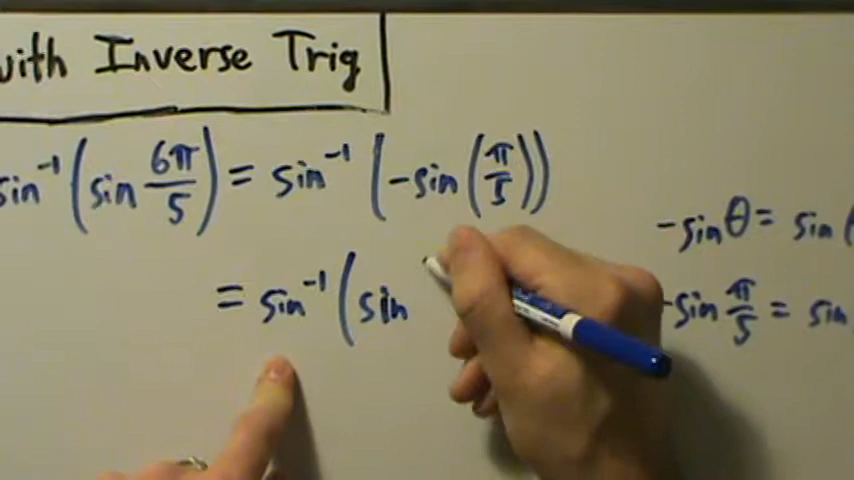 with Inverse Trig
sin⁻¹(sin 6π/5) = sin⁻¹(-sin(π/5))
= sin⁻¹(sin
-sinθ = sin(
-sin π/5 = sin